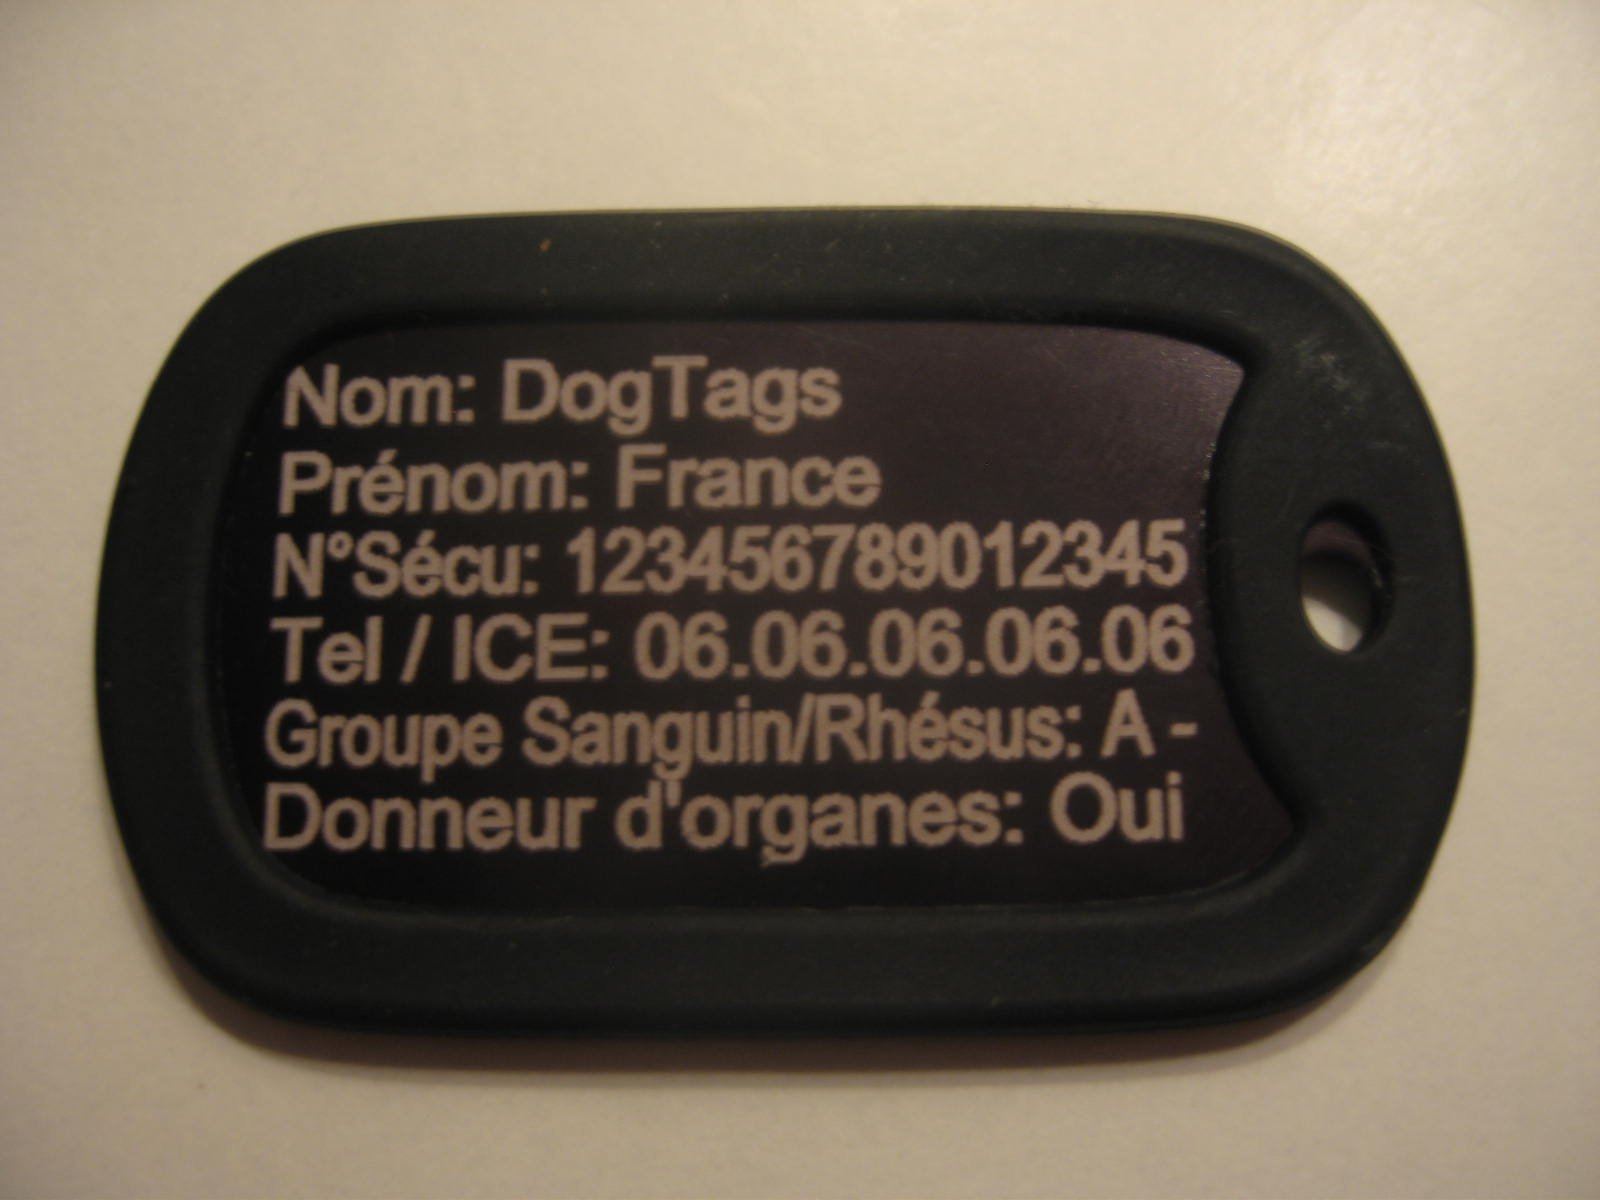 Nom: DogTags
Prénom: France
N°Sécu: 123456789012345
Tel / ICE: 06.06.06.06.06
Groupe Sanguin/Rhésus: A -
Donneur d'organes: Oui